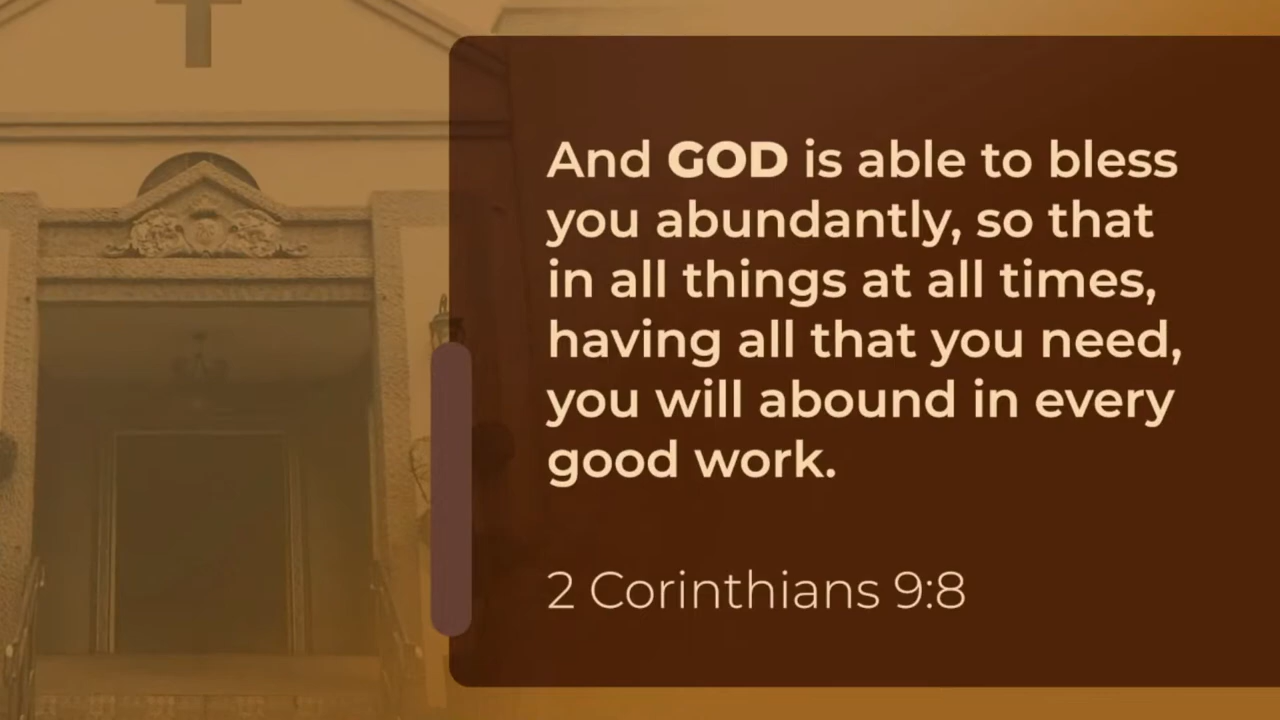 And GOD is able to bless
you abundantly, so that
in all things at all times,
having all that you need,
you will abound in every
good work.
2 Corinthians 9:8